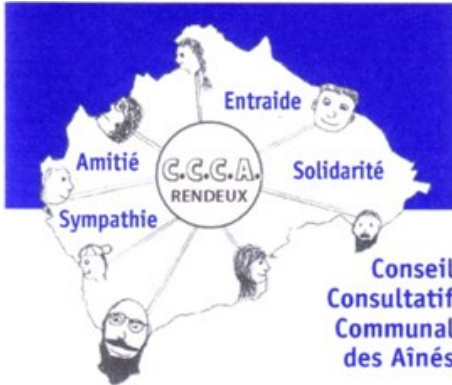 Entraide
Amitié
C.C.C.A.
RENDEUX
Solidarité
Sympathie
Conseil
Consultatif
Communal
des Aînés